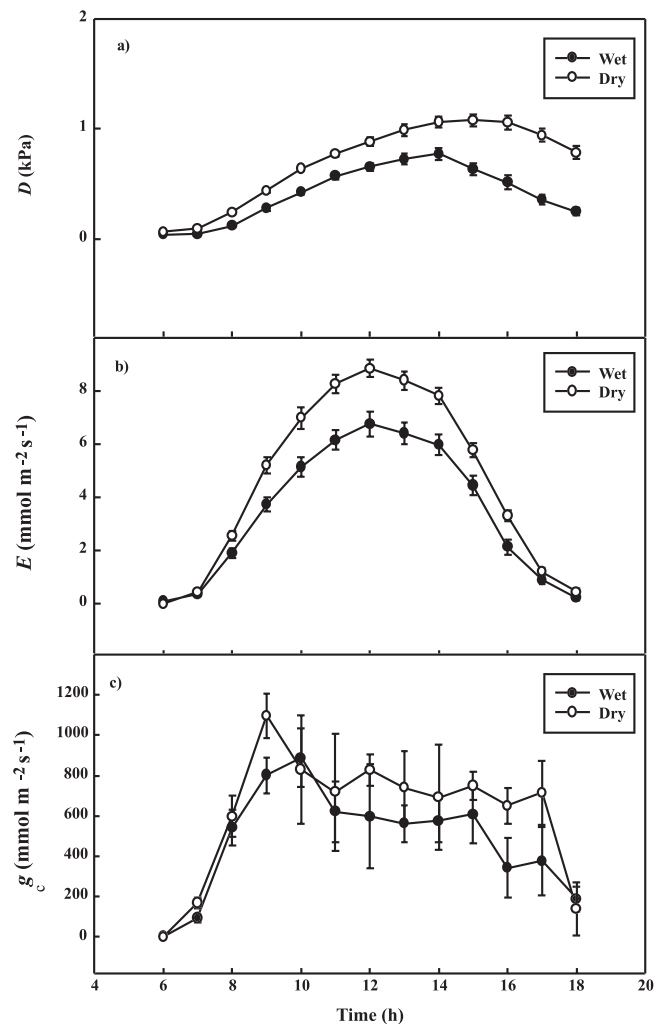 2
a)
Wet
Dry
1
D (kPa)
0
b)
Wet
Dry
8
6
E (mmol m-2 s-1)
4
2
0
c)
Wet
Dry
1200
1000
800
gc (mmol m-2 s-1)
600
400
200
0
4 6 8 10 12 14 16 18 20
Time (h)